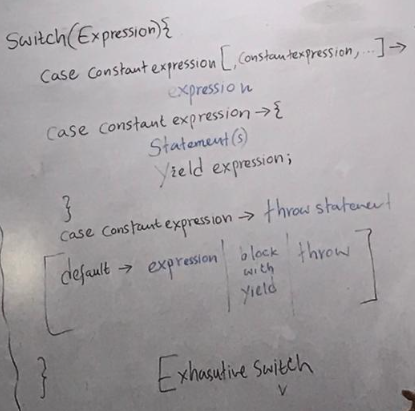 Switch(Expression){
case Constant expression[,Constantexpression,...]→
expression
case constant expression→{
Statement(s)
Yield expression;
}
case constant expression→ throw statement
[default → expression | block with yield | throw]
}
Exhasutive Switch